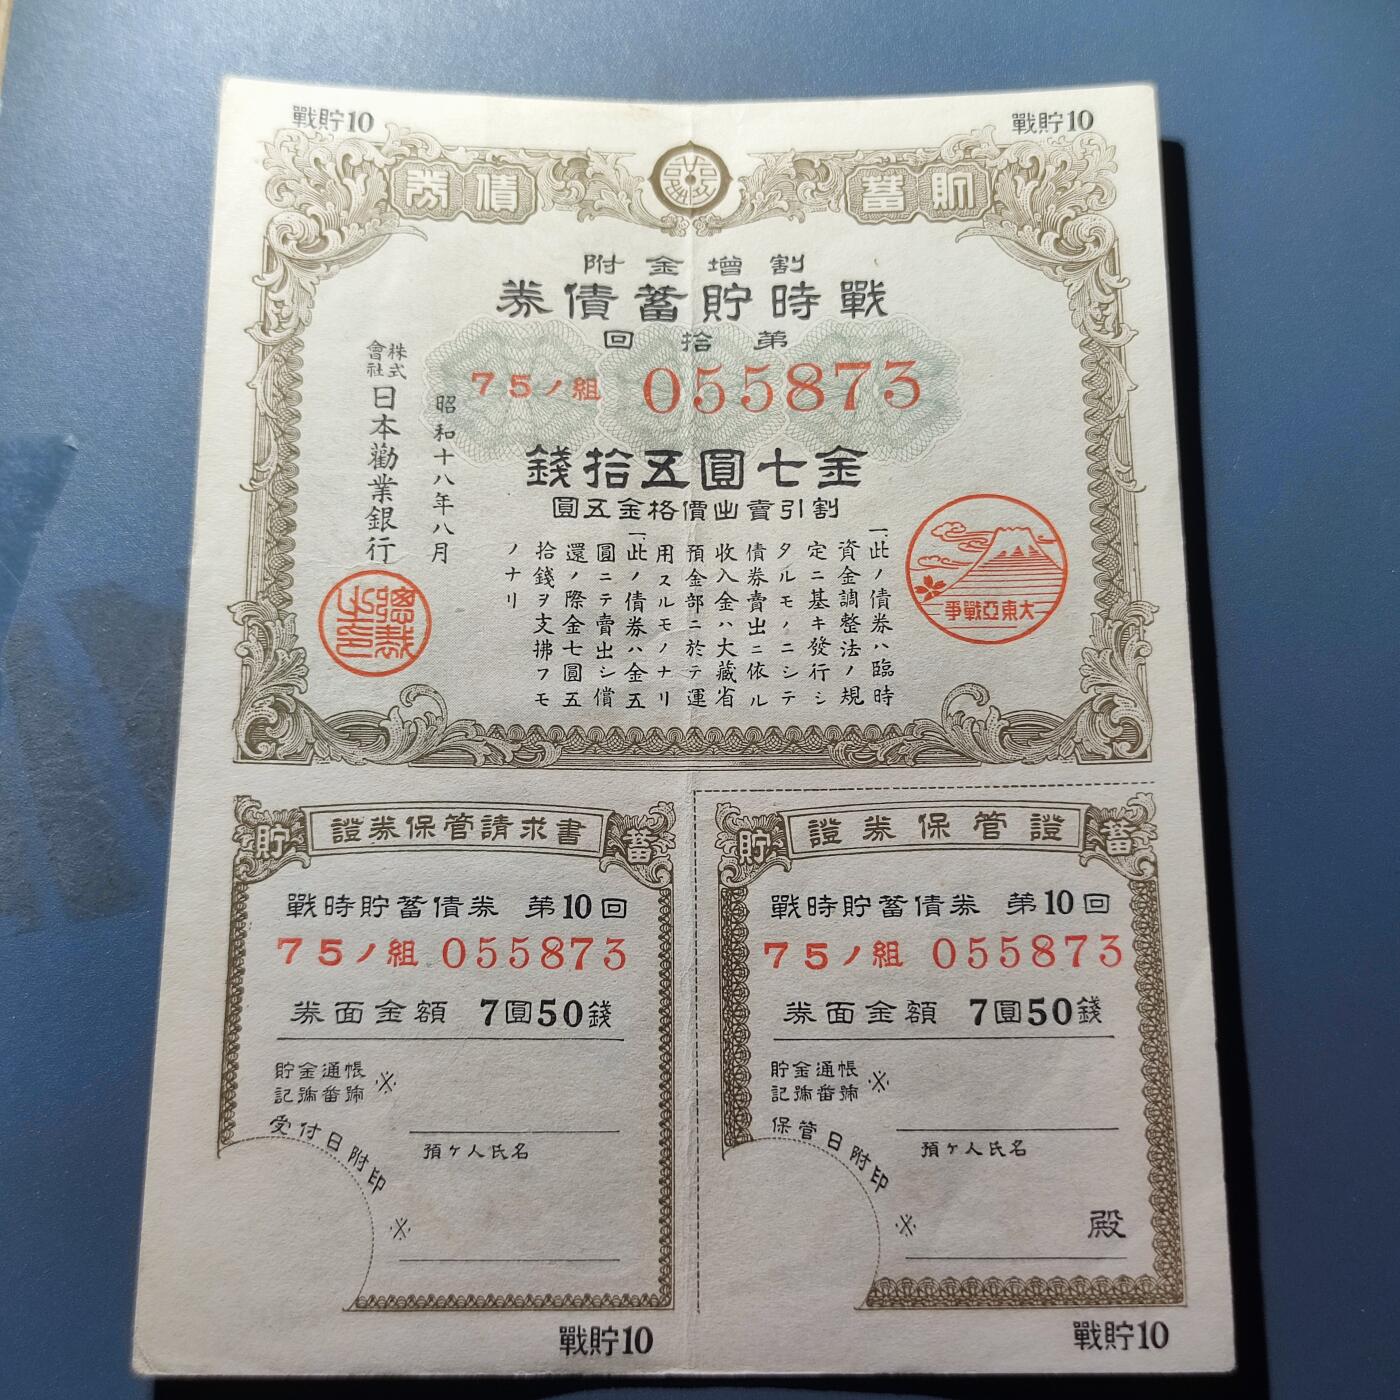 戰貯10
戰貯10
貯蓄
債券
割增金附
戰時貯蓄債券
第拾回
75ノ組 055873
金七圓五拾錢
割引賣出價格金五圓
大東亞戰爭
一、此ノ債券ハ臨時
資金調整法ノ規
定ニ基キ發行シ
タルモノニシテ
債券賣出ニ依ル
收入金ハ大藏省
預金部ニ於テ運
用スルモノナリ
一、此ノ債券ハ金五
圓ニテ賣出シ償
還ノ際金七圓五
拾錢ヲ支拂フモ
ノナリ
昭和十八年八月
株式會社日本勸業銀行
總裁之印
貯蓄
證券保管請求書
戰時貯蓄債券 第10回
75ノ組 055873
券面金額 7圓50錢
貯金通帳
記號番號 ※
受付日附印
預ケ人氏名
※
戰貯10
貯蓄
證券保管證
戰時貯蓄債券 第10回
75ノ組 055873
券面金額 7圓50錢
貯金通帳
記號番號 ※
保管日附印
預ケ人氏名
※
殿
戰貯10